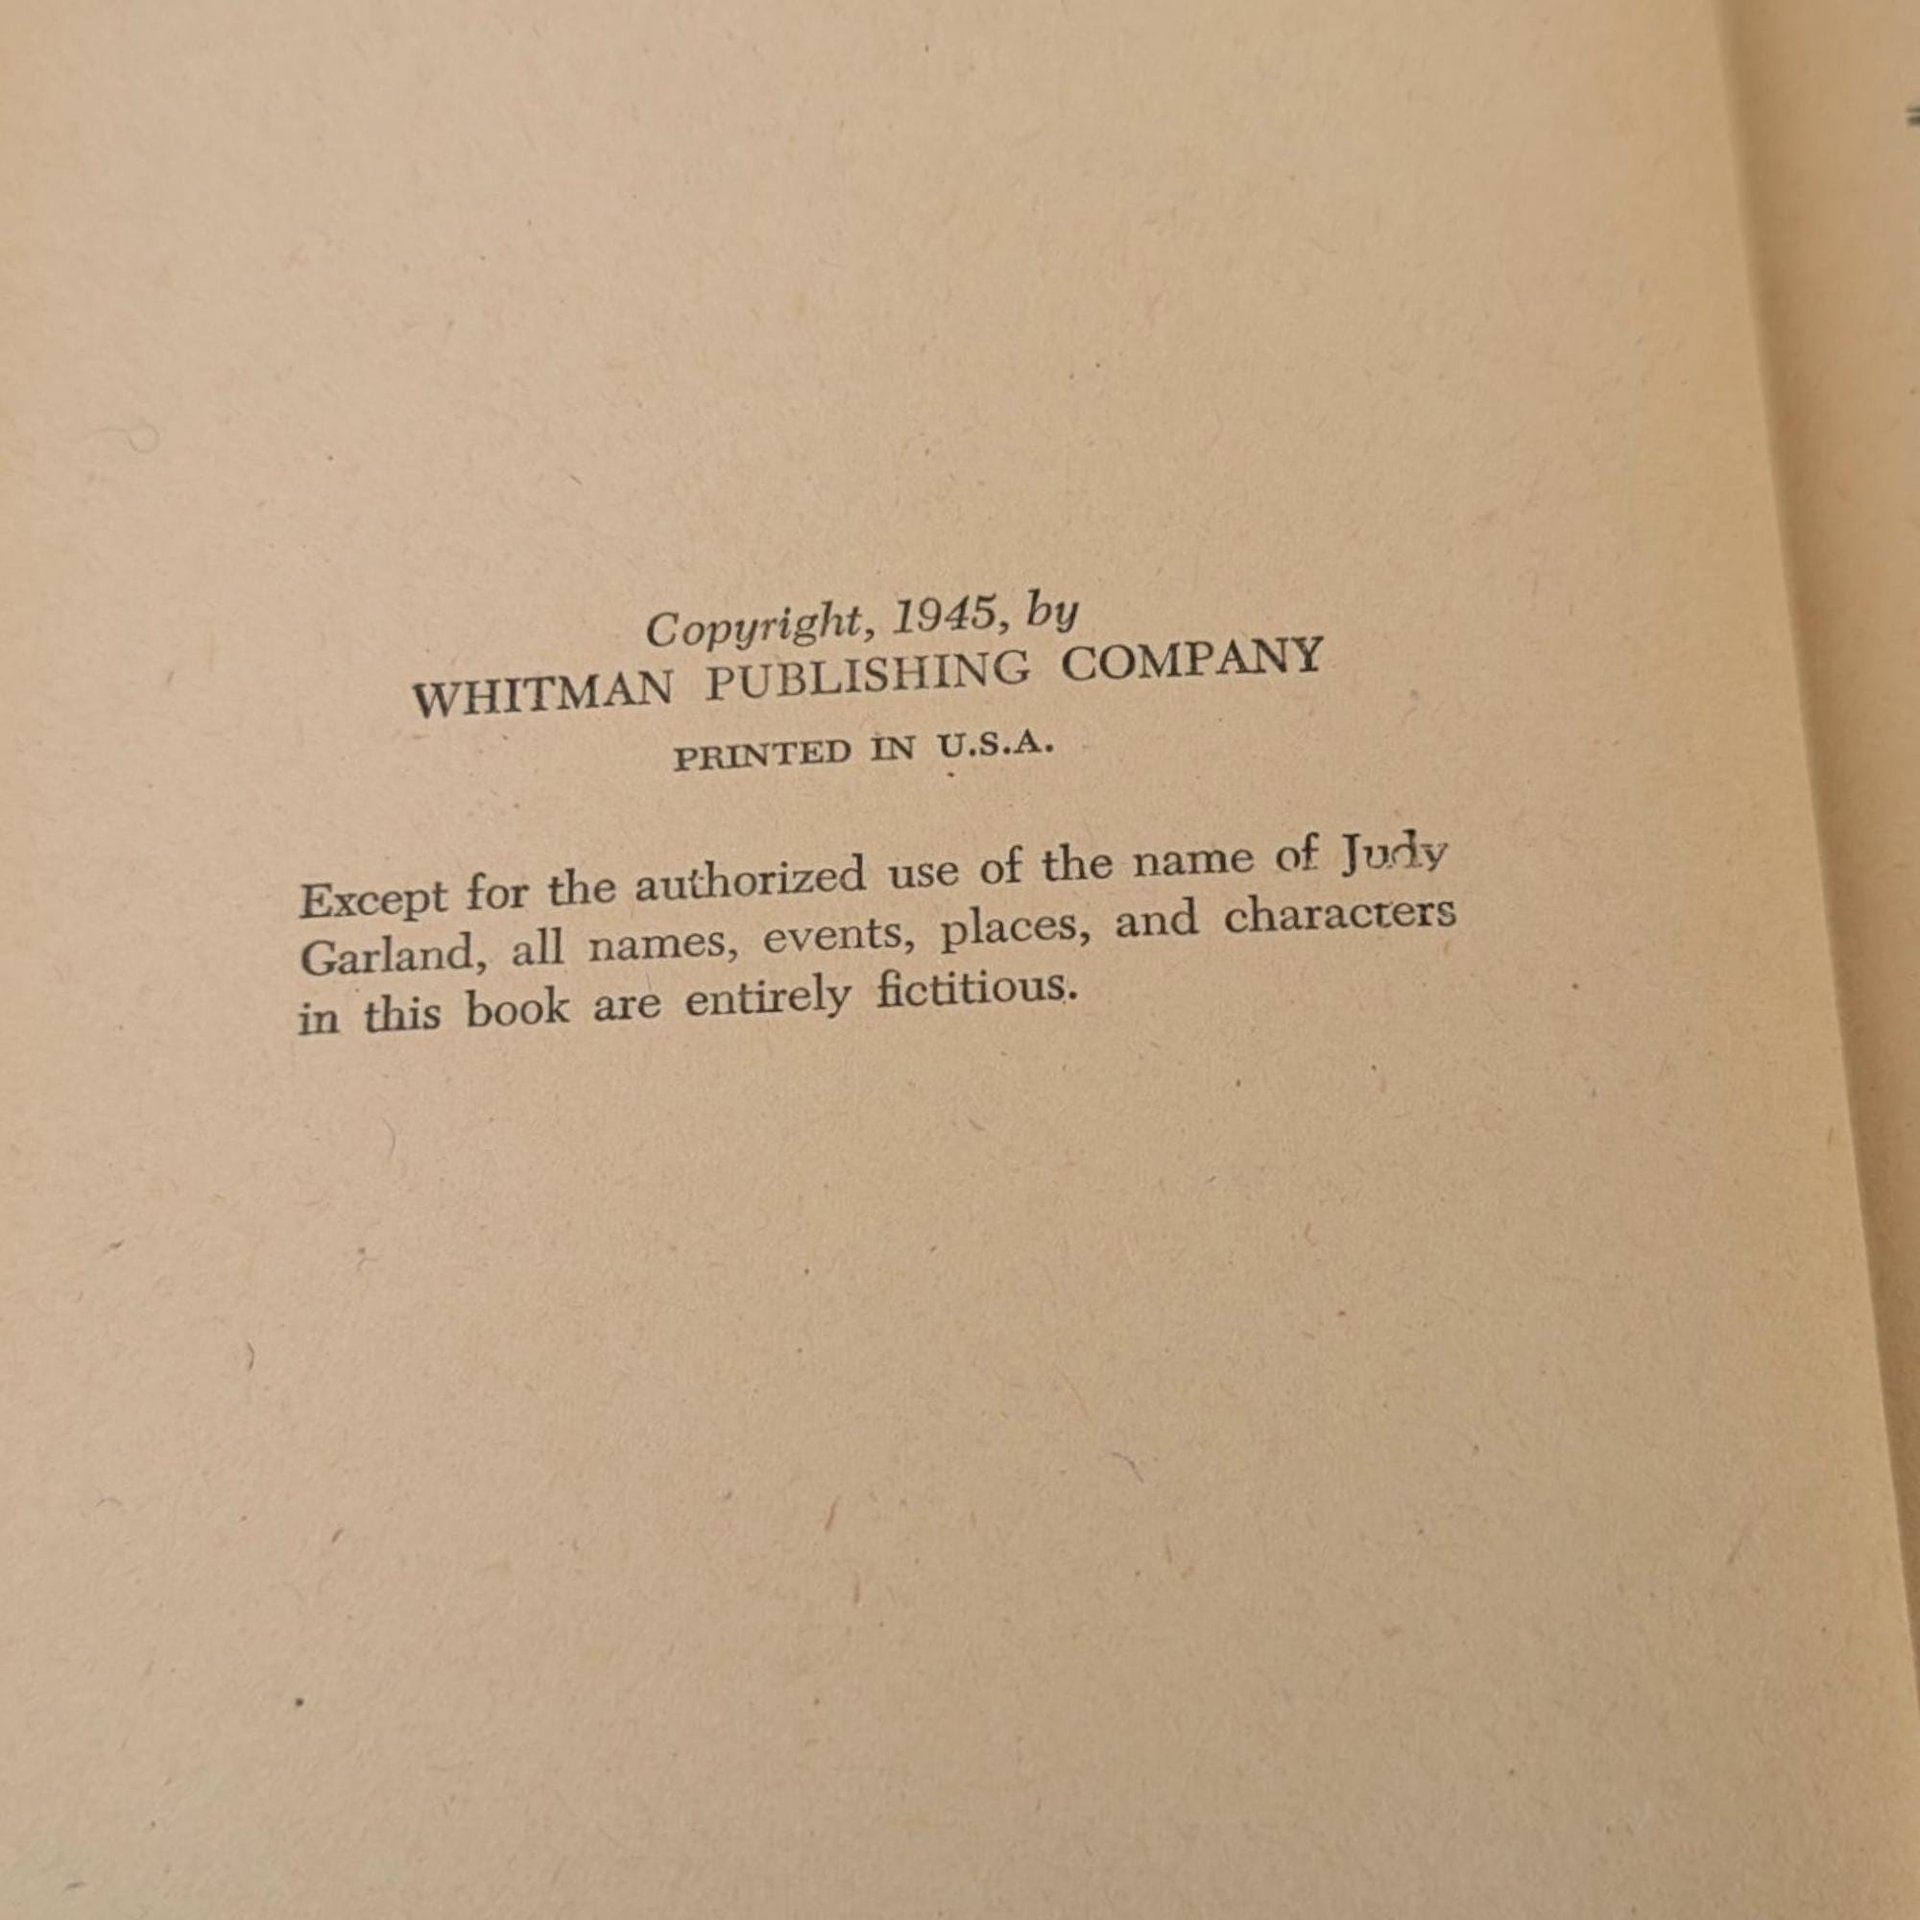 Copyright, 1945, by
WHITMAN PUBLISHING COMPANY
PRINTED IN U.S.A.
Except for the authorized use of the name of Judy
Garland, all names, events, places, and characters
in this book are entirely fictitious.